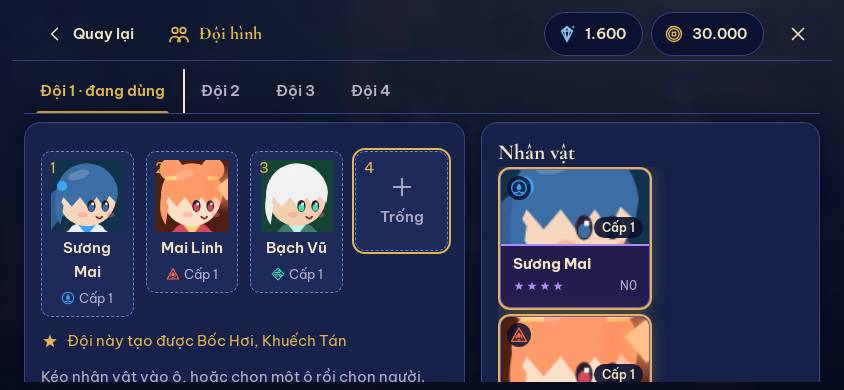 Quay lại
Đội hình
1.600
30.000
Đội 1 · đang dùng
Đội 2
Đội 3
Đội 4
1
Sương
Mai
Cấp 1
2
Mai Linh
Cấp 1
3
Bạch Vũ
Cấp 1
4
Trống
Đội này tạo được Bốc Hơi, Khuếch Tán
Kéo nhân vật vào ô, hoặc chọn một ô rồi chọn người.
Nhân vật
Cấp 1
Sương Mai
N0
Cấp 1